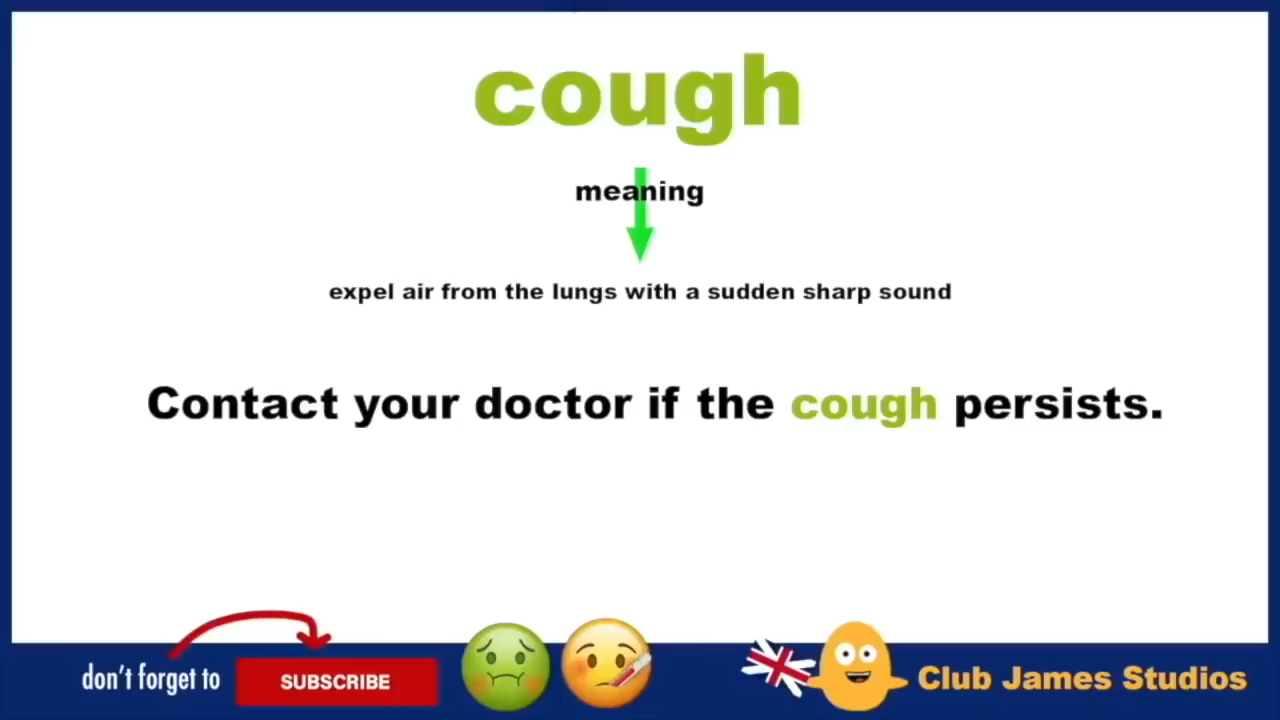 cough
meaning
expel air from the lungs with a sudden sharp sound
Contact your doctor if the cough persists.
don't forget to
SUBSCRIBE
Club James Studios